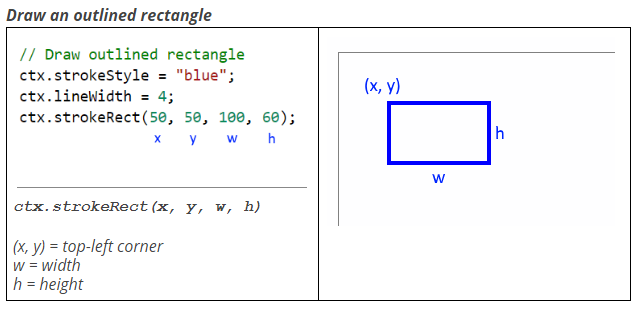 Draw an outlined rectangle
// Draw outlined rectangle
ctx.strokeStyle = "blue";
ctx.lineWidth = 4;
ctx.strokeRect(50, 50, 100, 60);
x y w h
ctx.strokeRect(x, y, w, h)
(x, y) = top-left corner
w = width
h = height
(x, y)
h
w